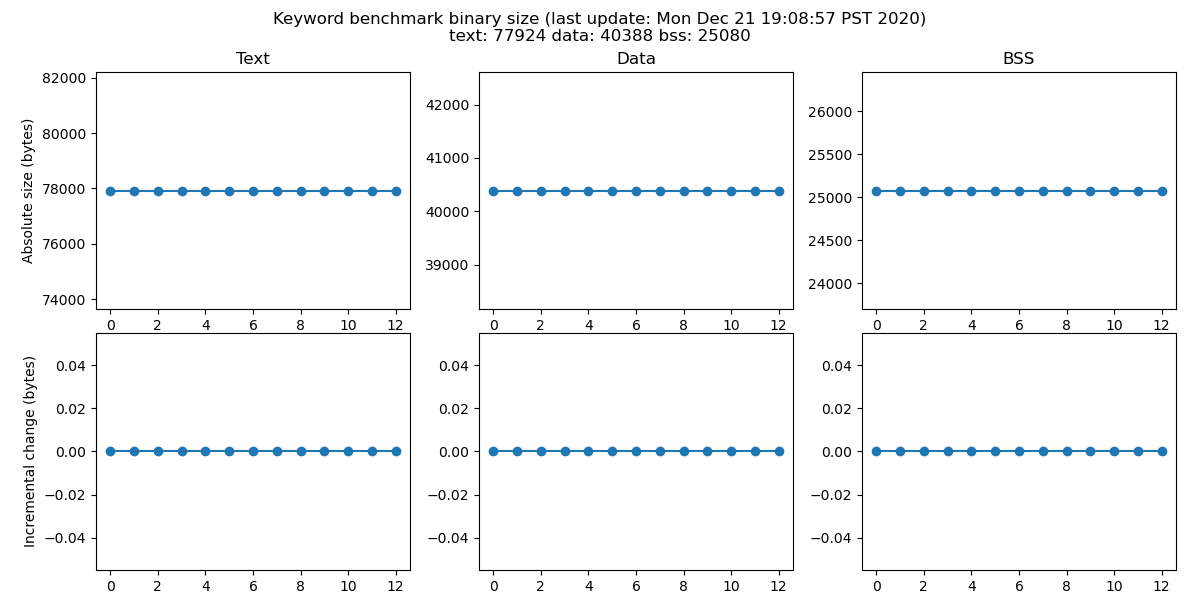 Keyword benchmark binary size (last update: Mon Dec 21 19:08:57 PST 2020)
text: 77924 data: 40388 bss: 25080
Text
Data
BSS
Absolute size (bytes)
82000
80000
78000
76000
74000
0 2 4 6 8 10 12
42000
41000
40000
39000
0 2 4 6 8 10 12
26000
25500
25000
24500
24000
0 2 4 6 8 10 12
Incremental change (bytes)
0.04
0.02
0.00
−0.02
−0.04
0 2 4 6 8 10 12
0.04
0.02
0.00
−0.02
−0.04
0 2 4 6 8 10 12
0.04
0.02
0.00
−0.02
−0.04
0 2 4 6 8 10 12